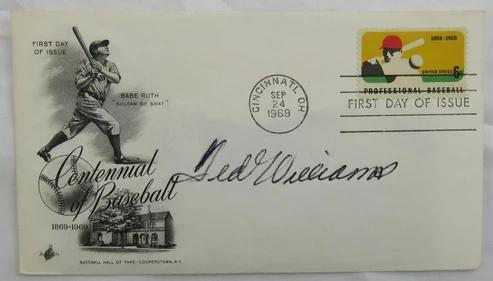 FIRST DAY
OF ISSUE
BABE RUTH
"SULTAN OF SWAT"
Centennial
of Baseball
1869-1969
BASEBALL HALL OF FAME - COOPERSTOWN, N.Y.
CINCINNATI, OH
SEP
24
1969
1869-1969
UNITED STATES 6c
PROFESSIONAL BASEBALL
FIRST DAY OF ISSUE
Ted Williams